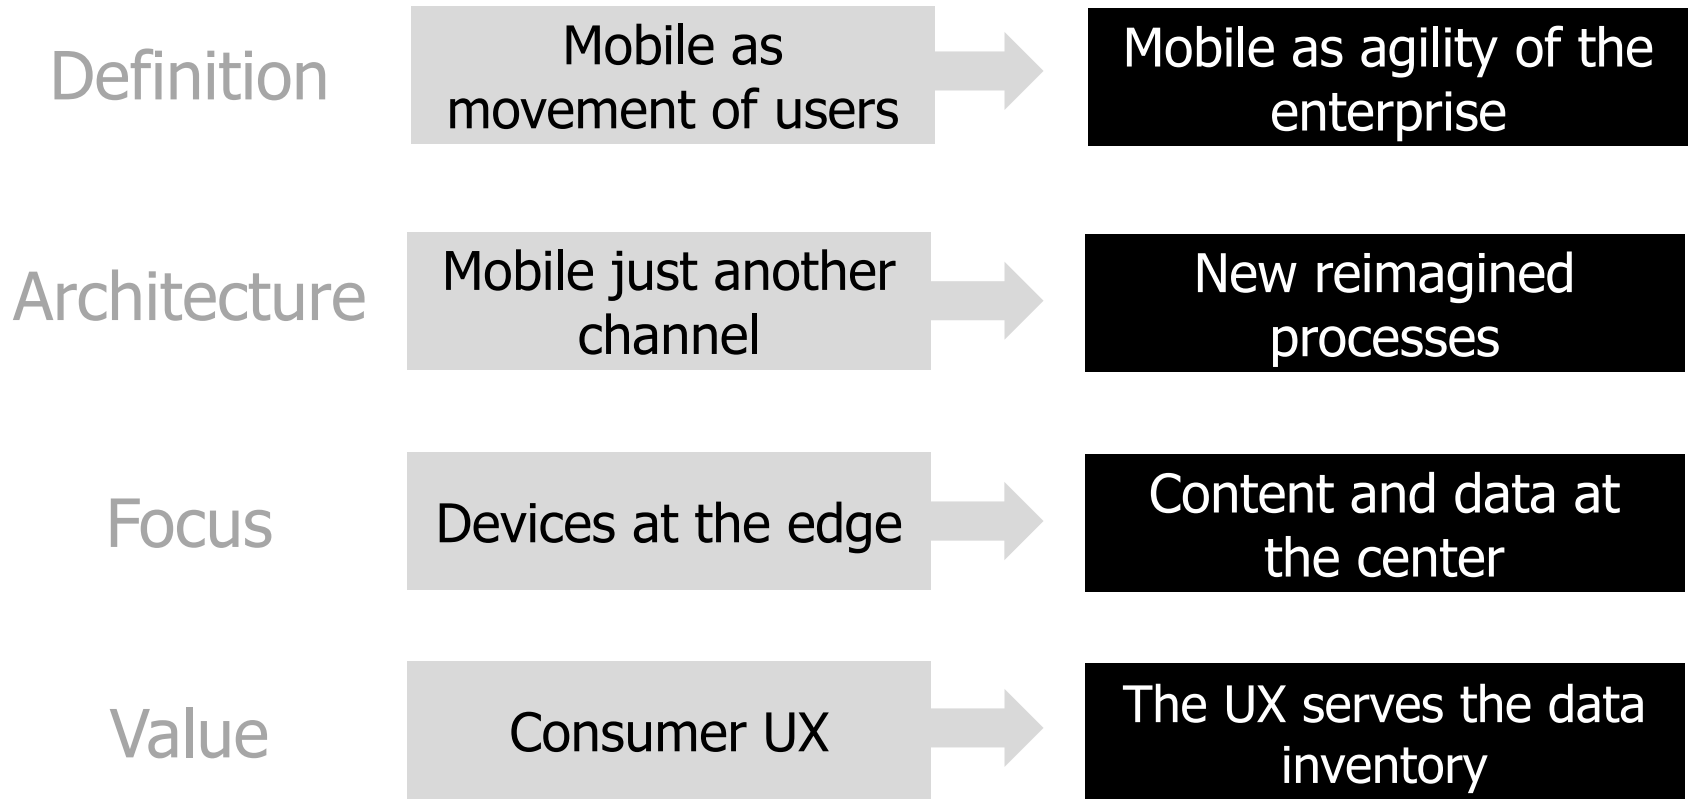 Definition
Mobile as
movement of users
Mobile as agility of the
enterprise
Architecture
Mobile just another
channel
New reimagined
processes
Focus
Devices at the edge
Content and data at
the center
Value
Consumer UX
The UX serves the data
inventory